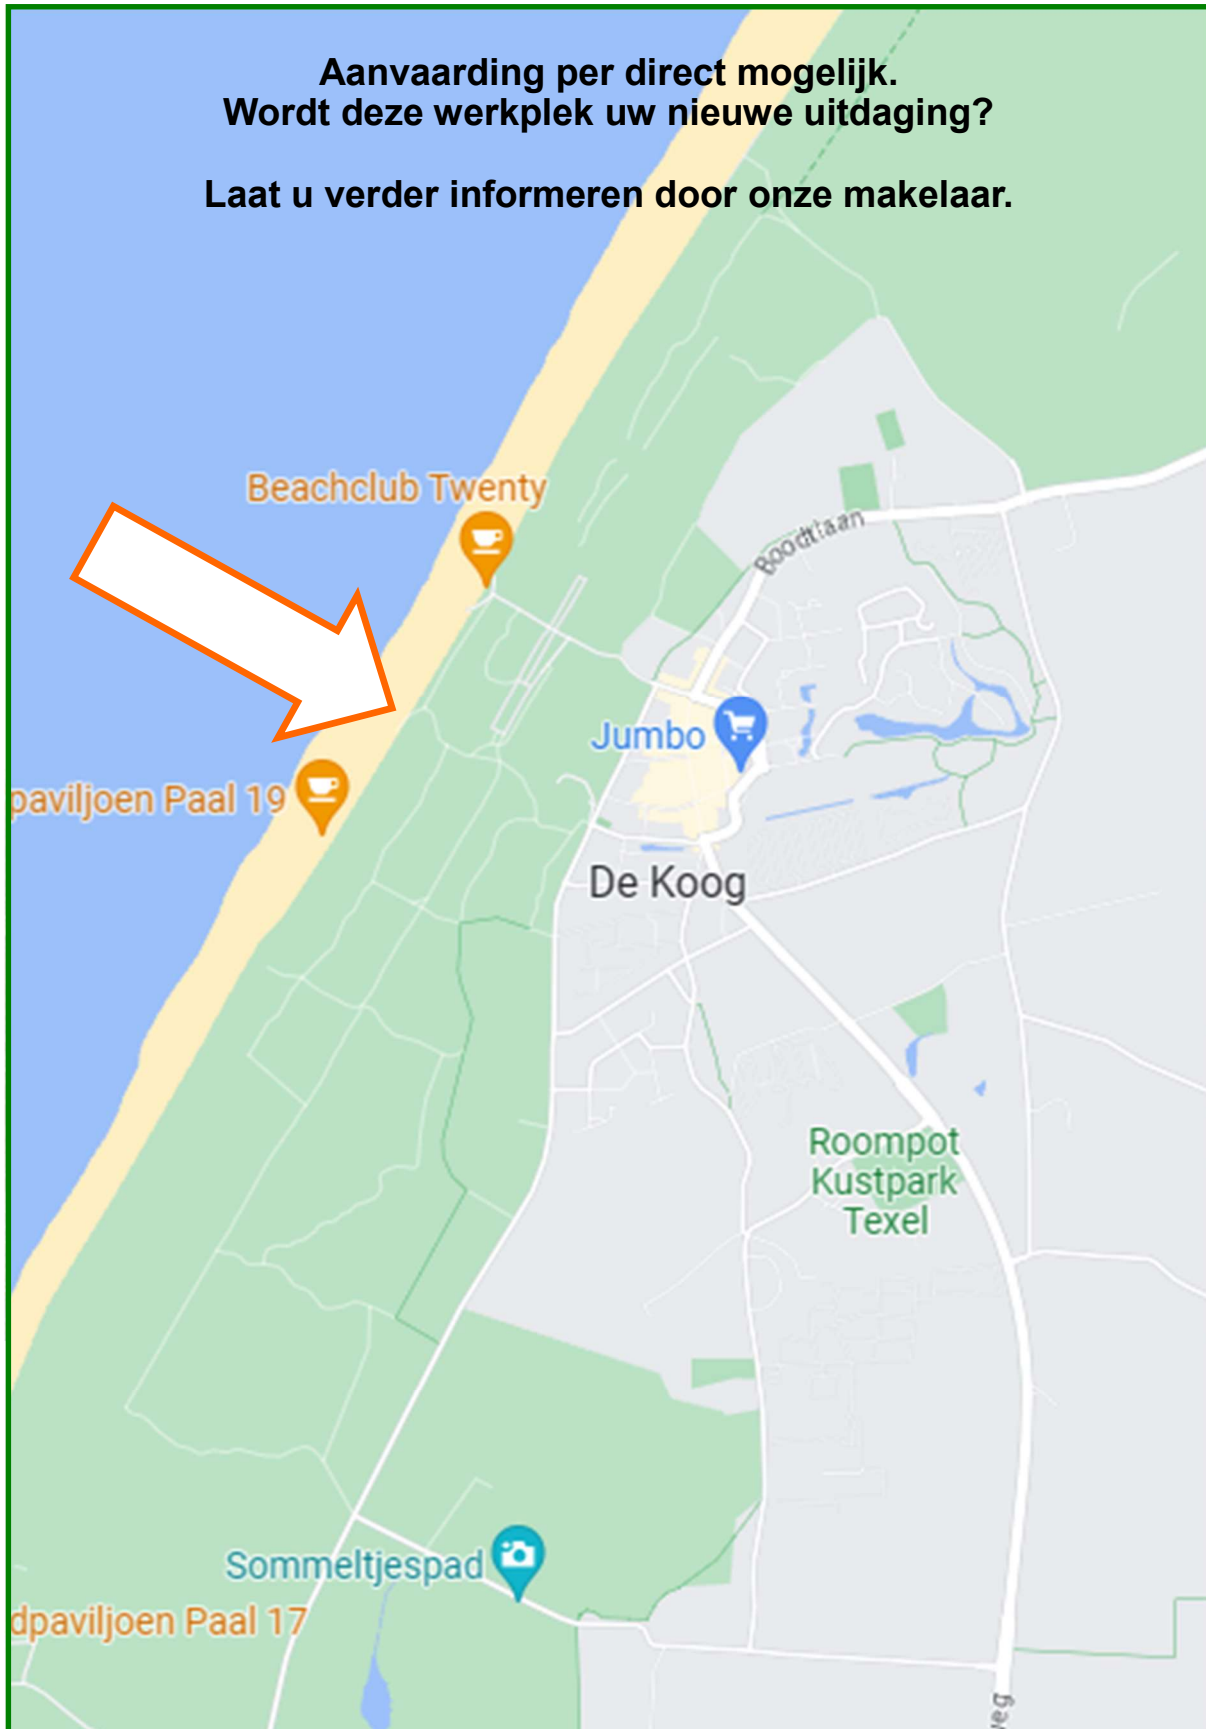 Aanvaarding per direct mogelijk.
Wordt deze werkplek uw nieuwe uitdaging?
Laat u verder informeren door onze makelaar.
Beachclub Twenty
Boodtlaan
Jumbo
paviljoen Paal 19
De Koog
Roompot
Kustpark
Texel
Sommeltjespad
dpaviljoen Paal 17
weg